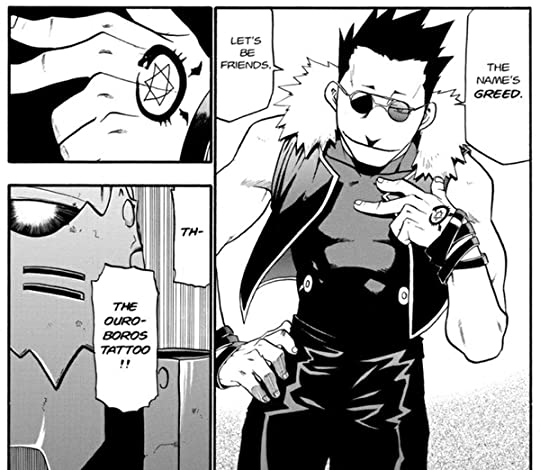 THE
NAME'S
GREED.
LET'S
BE
FRIENDS.
TH-
THE
OURO-
BOROS
TATTOO
!!